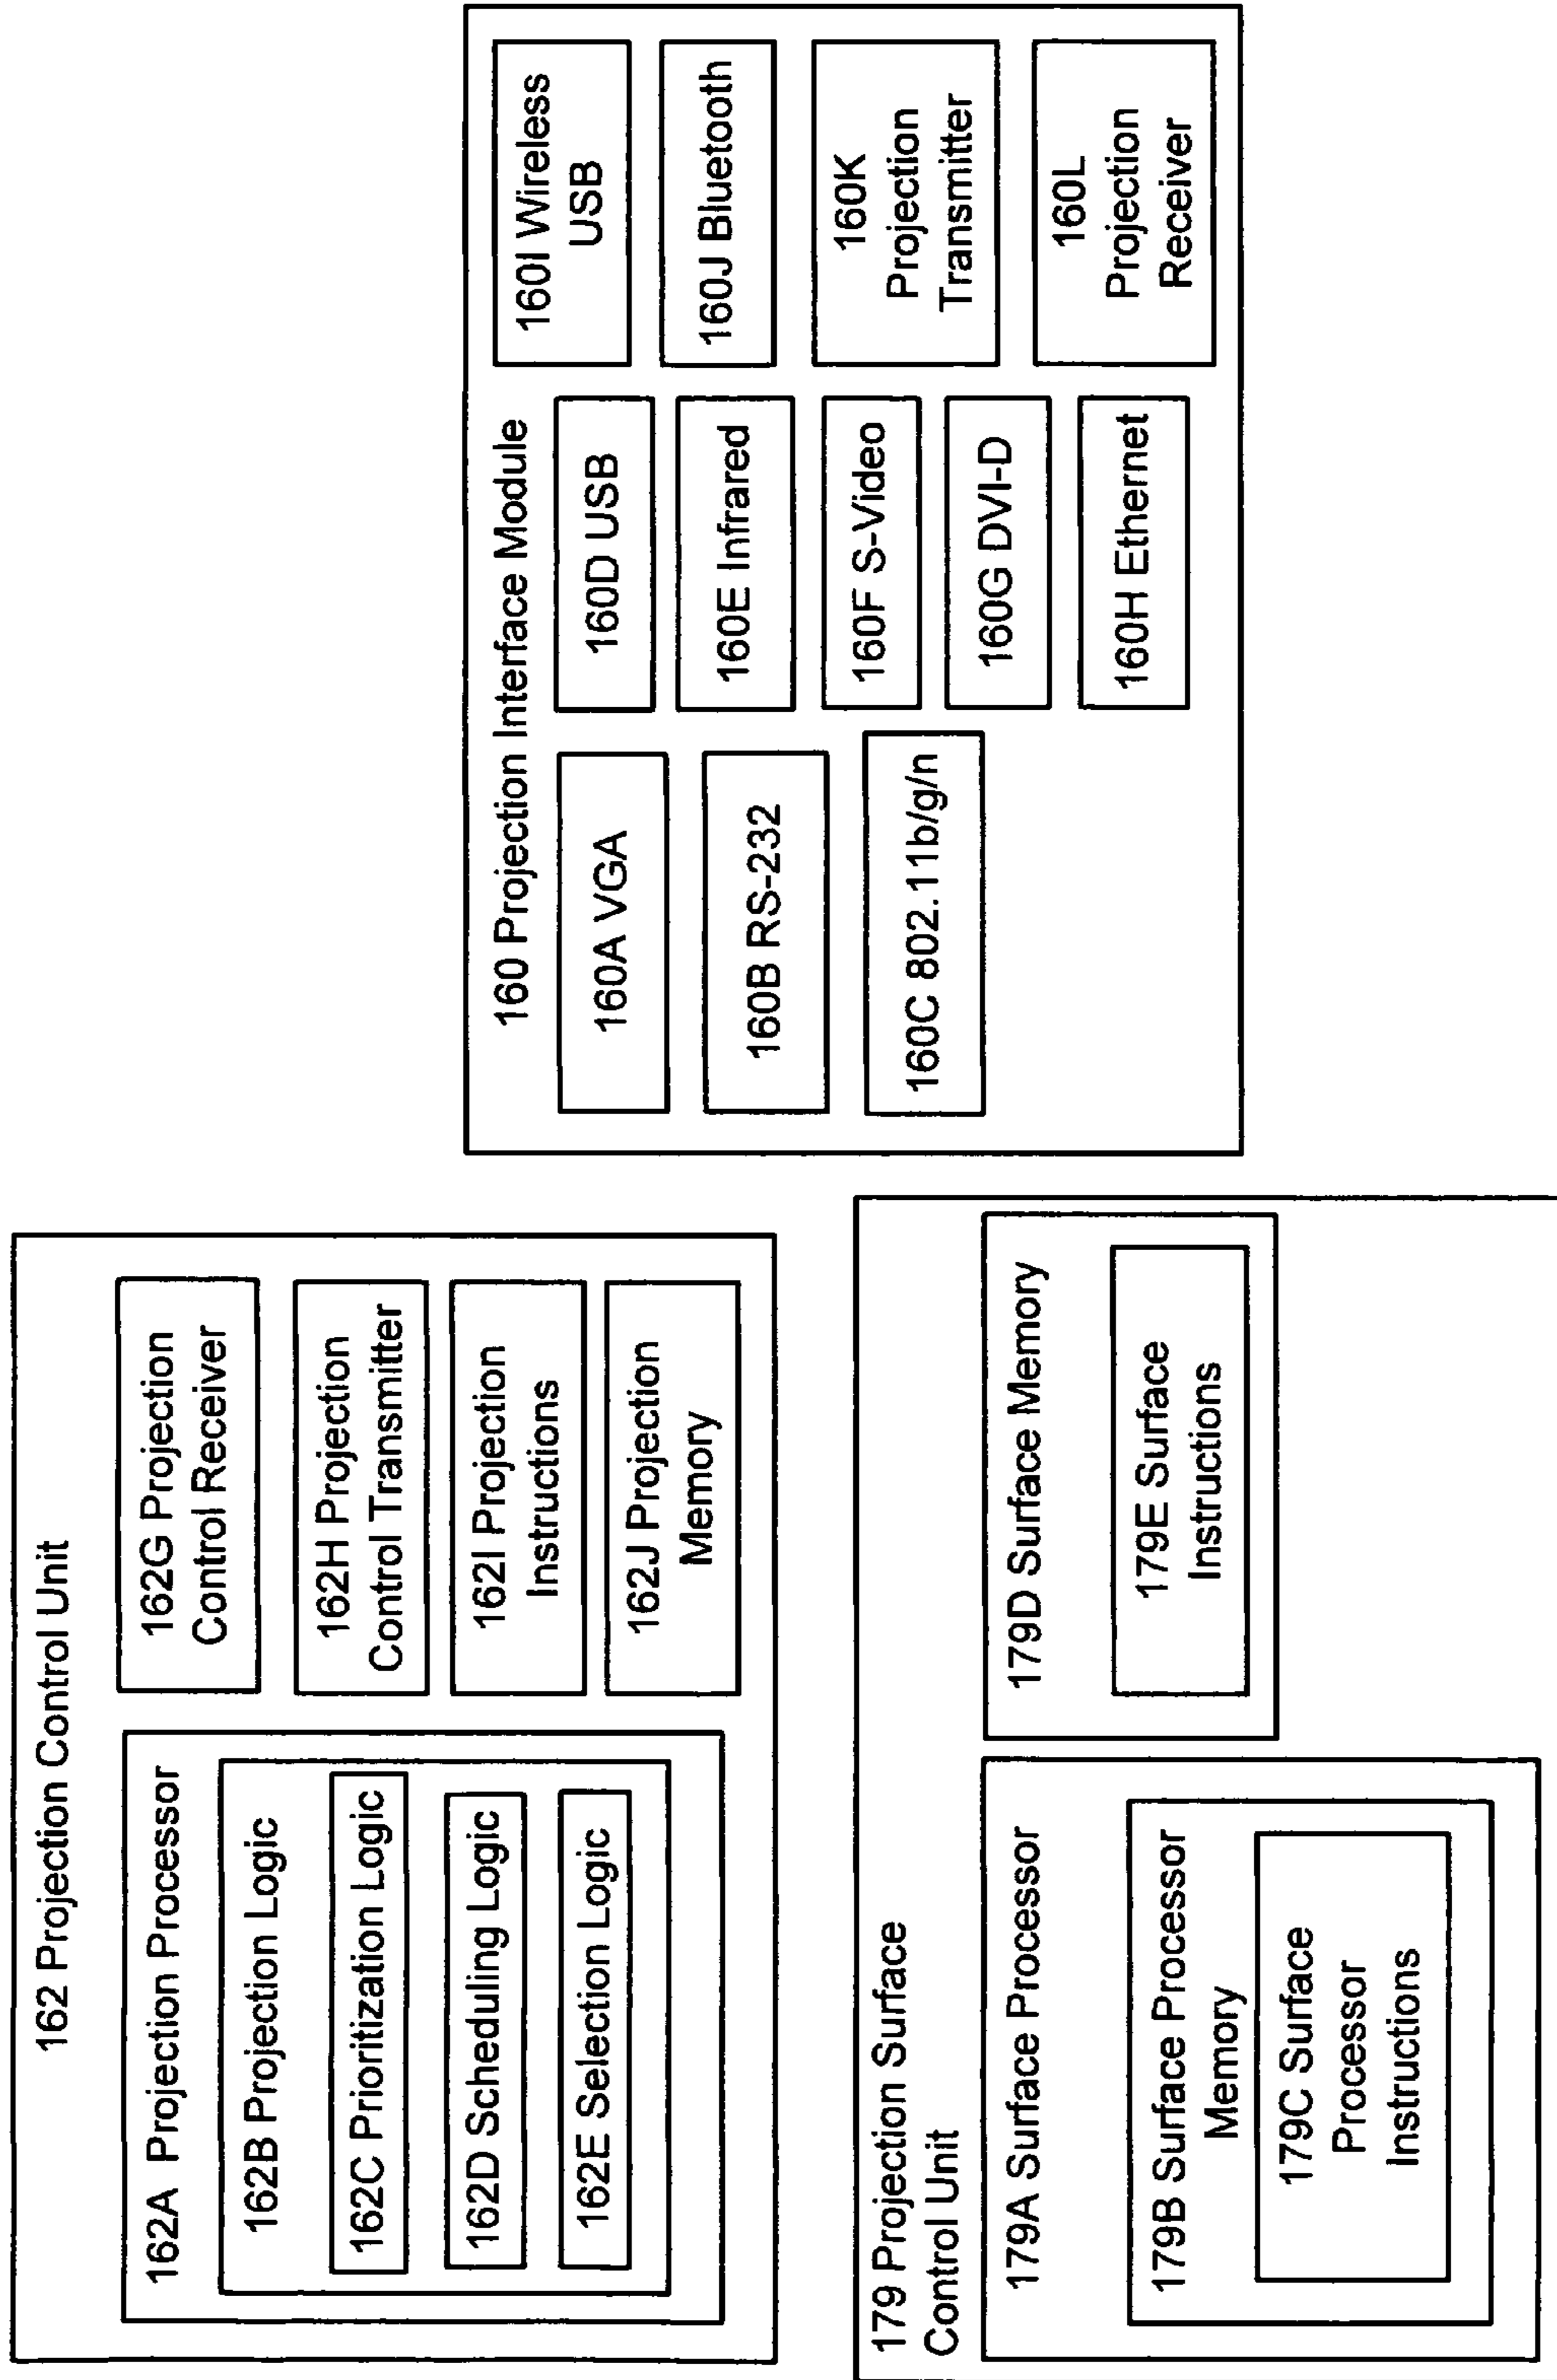 162 Projection Control Unit
162A Projection Processor
162B Projection Logic
162C Prioritization Logic
162D Scheduling Logic
162E Selection Logic
162G Projection
Control Receiver
162H Projection
Control Transmitter
162I Projection
Instructions
162J Projection
Memory
179 Projection Surface
Control Unit
179A Surface Processor
179B Surface Processor
Memory
179C Surface
Processor
Instructions
179D Surface Memory
179E Surface
Instructions
160 Projection Interface Module
160A VGA
160B RS-232
160C 802.11b/g/n
160D USB
160E Infrared
160F S-Video
160G DVI-D
160H Ethernet
160I Wireless
USB
160J Bluetooth
160K
Projection
Transmitter
160L
Projection
Receiver